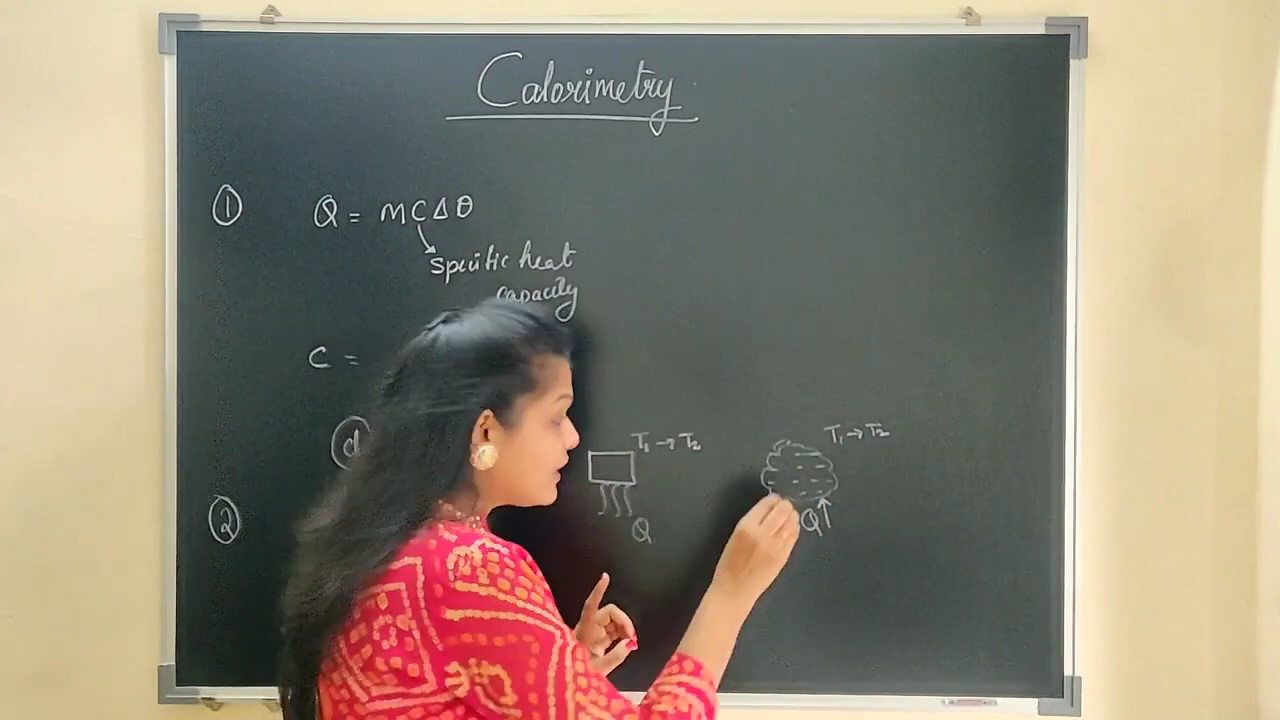 Calorimetry
① Q = MCΔθ
Specific heat
capacity
C =
d
T₁ → T₂
T₁ → T₂
Q
Q
②